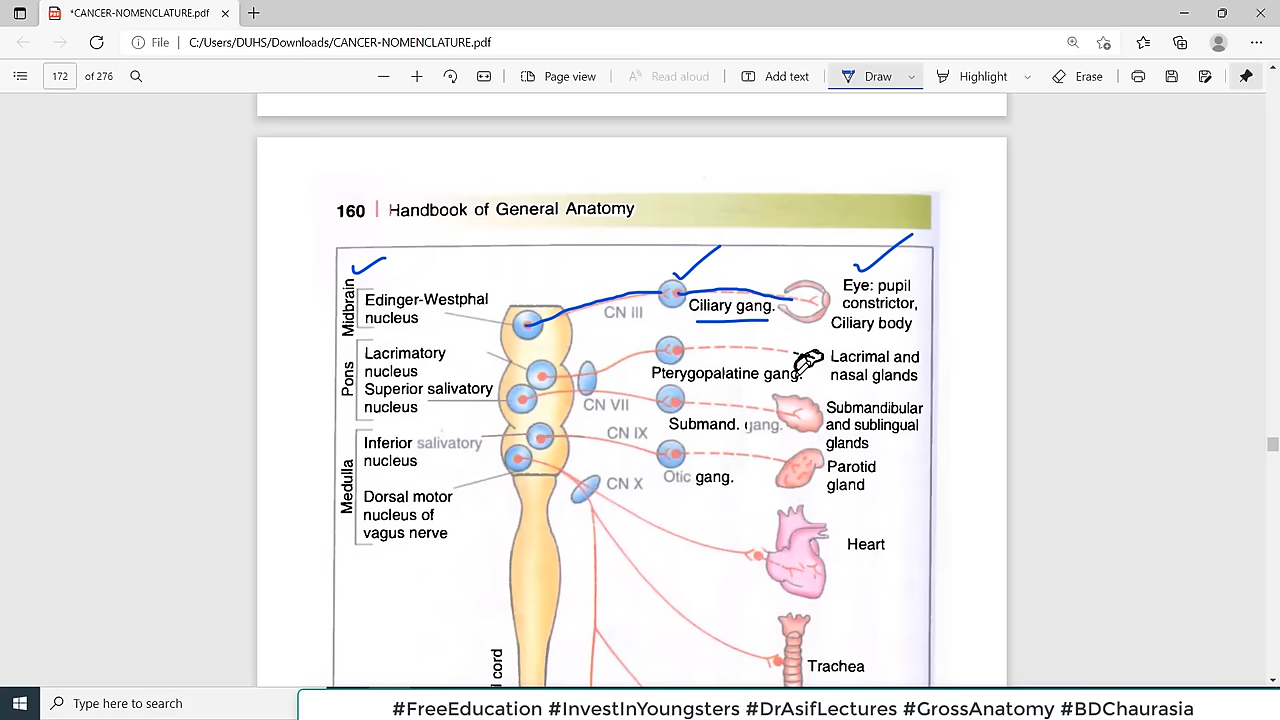 *CANCER-NOMENCLATURE.pdf
File
C:/Users/DUHS/Downloads/CANCER-NOMENCLATURE.pdf
172 of 276
Page view
Read aloud
Add text
Draw
Highlight
Erase
160 Handbook of General Anatomy
Midbrain
Edinger-Westphal
nucleus
CN III
Ciliary gang.
Eye: pupil
constrictor,
Ciliary body
Pons
Lacrimatory
nucleus
Superior salivatory
nucleus
CN VII
Pterygopalatine gang.
Lacrimal and
nasal glands
Submand. gang.
Submandibular
and sublingual
glands
Medulla
Inferior salivatory
nucleus
CN IX
Otic gang.
Parotid
gland
Dorsal motor
nucleus of
vagus nerve
CN X
Heart
Trachea
cord
Type here to search
#FreeEducation #InvestInYoungsters #DrAsifLectures #GrossAnatomy #BDChaurasia